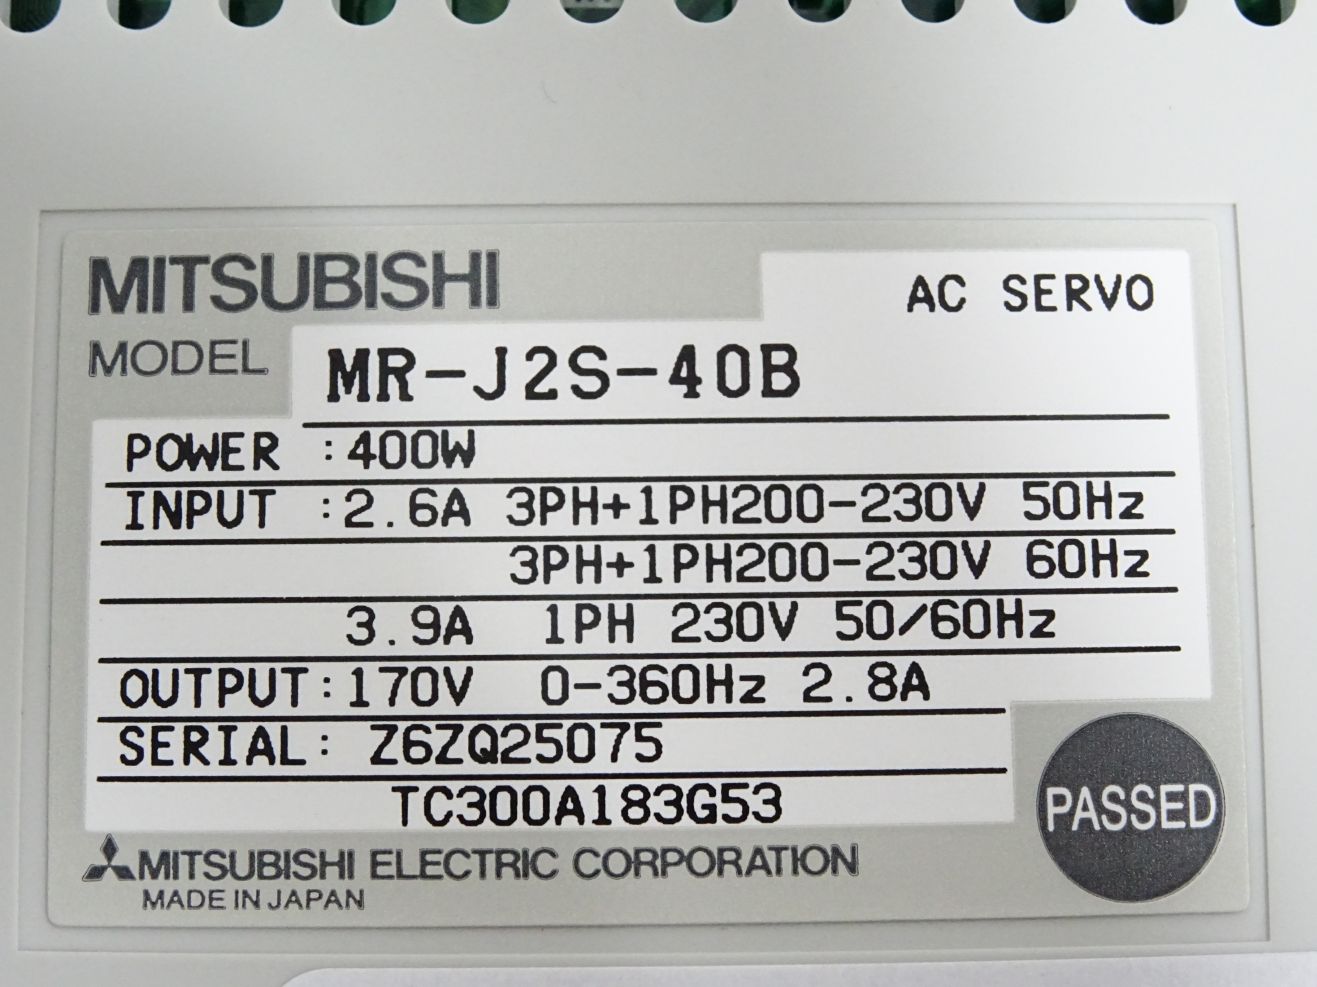 MITSUBISHI
AC SERVO
MODEL MR-J2S-40B
POWER :400W
INPUT :2.6A 3PH+1PH200-230V 50Hz
3PH+1PH200-230V 60Hz
3.9A 1PH 230V 50/60Hz
OUTPUT:170V 0-360Hz 2.8A
SERIAL: Z6ZQ25075
TC300A183G53
PASSED
MITSUBISHI ELECTRIC CORPORATION
MADE IN JAPAN